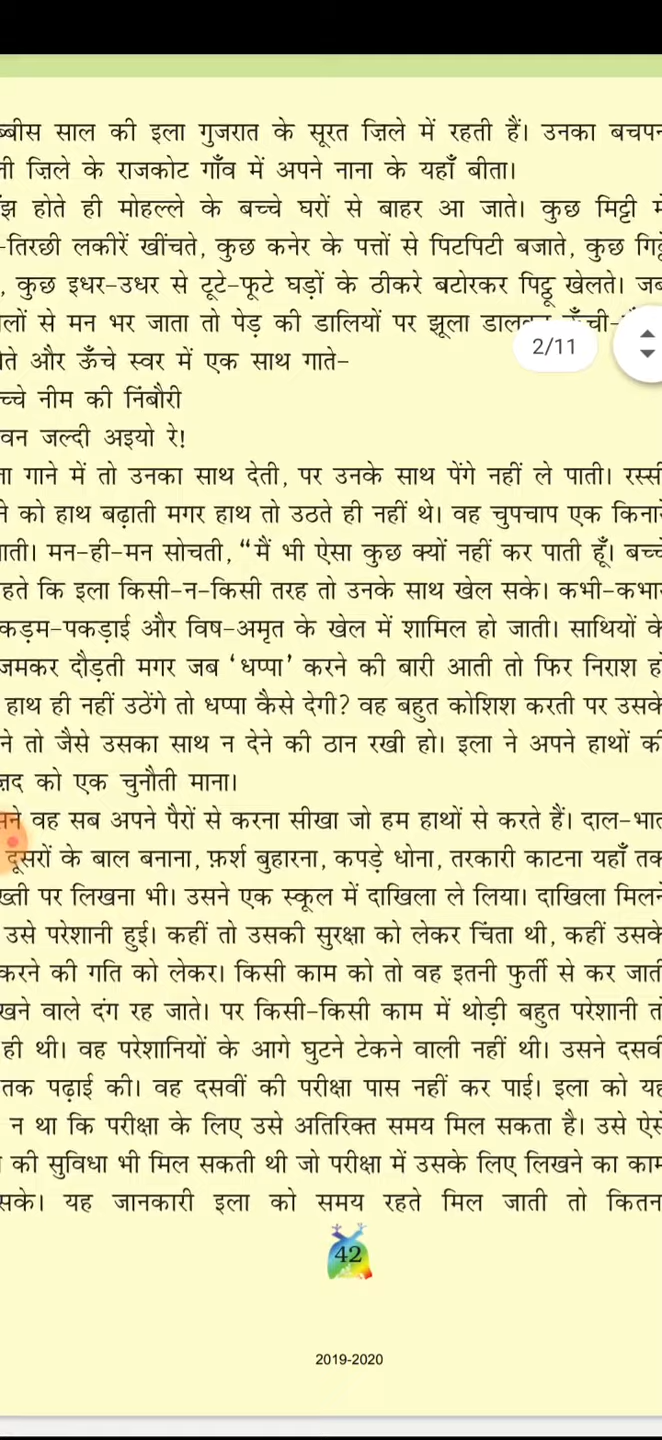 ब्बीस साल की इला गुजरात के सूरत ज़िले में रहती हैं। उनका बचपन
ली ज़िले के राजकोट गाँव में अपने नाना के यहाँ बीता।
झ होते ही मोहल्ले के बच्चे घरों से बाहर आ जाते। कुछ मिट्टी में
-तिरछी लकीरें खींचते, कुछ कनेर के पत्तों से पिटपिटी बजाते, कुछ
, कुछ इधर-उधर से टूटे-फूटे घड़ों के ठीकरे बटोरकर पिट्ठू खेलते। जब
लों से मन भर जाता तो पेड़ की डालियों पर झूला
2/11
ते और ऊँचे स्वर में एक साथ गाते-
च्चे नीम की निंबौरी
वन जल्दी अइयो रे!
ा गाने में तो उनका साथ देती, पर उनके साथ पेंगे नहीं ले पाती। रस्सी
ने को हाथ बढ़ाती मगर हाथ तो उठते ही नहीं थे। वह चुपचाप एक
ाती। मन-ही-मन सोचती, “मैं भी ऐसा कुछ क्यों नहीं कर पाती हूँ। बच्चे
हते कि इला किसी-न-किसी तरह तो उनके साथ खेल सके। कभी-कभार
कड़म-पकड़ाई और विष-अमृत के खेल में शामिल हो जाती। साथियों के
जमकर दौड़ती मगर जब ‘धप्पा’ करने की बारी आती तो फिर निराश हो
हाथ ही नहीं उठेंगे तो धप्पा कैसे देगी? वह बहुत कोशिश करती पर उसके
ने तो जैसे उसका साथ न देने की ठान रखी हो। इला ने अपने हाथों की
ज़िद को एक चुनौती माना।
सने वह सब अपने पैरों से करना सीखा जो हम हाथों से करते हैं। दाल-भात
दूसरों के बाल बनाना, फ़र्श बुहारना, कपड़े धोना, तरकारी काटना यहाँ तक
ख्ती पर लिखना भी। उसने एक स्कूल में दाखिला ले लिया। दाखिला मिलने
उसे परेशानी हुई। कहीं तो उसकी सुरक्षा को लेकर चिंता थी, कहीं उसके
करने की गति को लेकर। किसी काम को तो वह इतनी फुर्ती से कर जाती
खने वाले दंग रह जाते। पर किसी-किसी काम में थोड़ी बहुत परेशानी तो
ही थी। वह परेशानियों के आगे घुटने टेकने वाली नहीं थी। उसने दसवीं
तक पढ़ाई की। वह दसवीं की परीक्षा पास नहीं कर पाई। इला को यह
न था कि परीक्षा के लिए उसे अतिरिक्त समय मिल सकता है। उसे ऐसे
की सुविधा भी मिल सकती थी जो परीक्षा में उसके लिए लिखने का काम
सके। यह जानकारी इला को समय रहते मिल जाती तो कितन
42
2019-2020